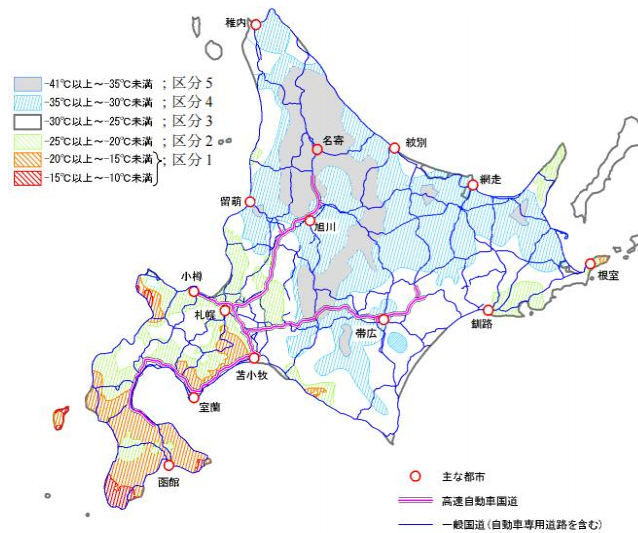 稚内
-41℃以上～-35℃未満 ; 区分5
-35℃以上～-30℃未満 ; 区分4
-30℃以上～-25℃未満 ; 区分3
-25℃以上～-20℃未満 ; 区分2
-20℃以上～-15℃未満 ; 区分1
-15℃以上～-10℃未満
名寄
紋別
網走
留萌
旭川
根室
小樽
札幌
帯広
釧路
苫小牧
室蘭
函館
主な都市
高速自動車国道
一般国道(自動車専用道路を含む)